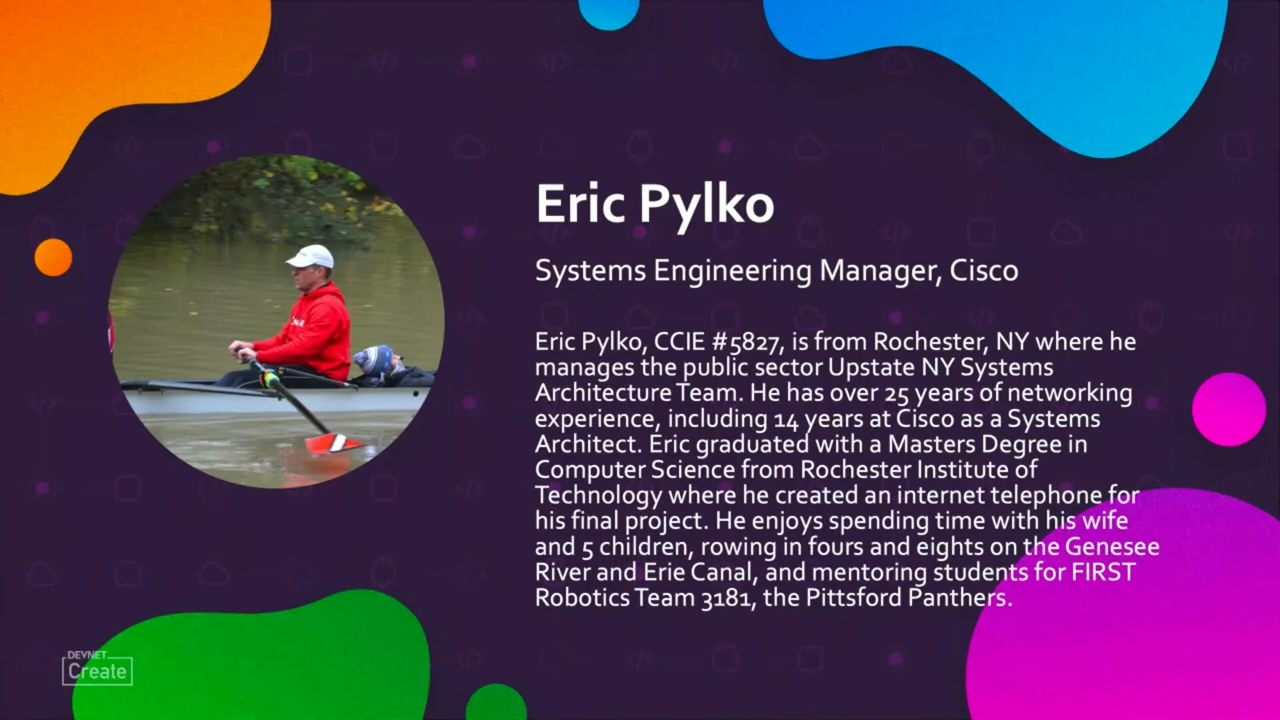 Eric Pylko
Systems Engineering Manager, Cisco
Eric Pylko, CCIE #5827, is from Rochester, NY where he
manages the public sector Upstate NY Systems
Architecture Team. He has over 25 years of networking
experience, including 14 years at Cisco as a Systems
Architect. Eric graduated with a Masters Degree in
Computer Science from Rochester Institute of
Technology where he created an internet telephone for
his final project. He enjoys spending time with his wife
and 5 children, rowing in fours and eights on the Genesee
River and Erie Canal, and mentoring students for FIRST
Robotics Team 3181, the Pittsford Panthers.
DEVNET
Create